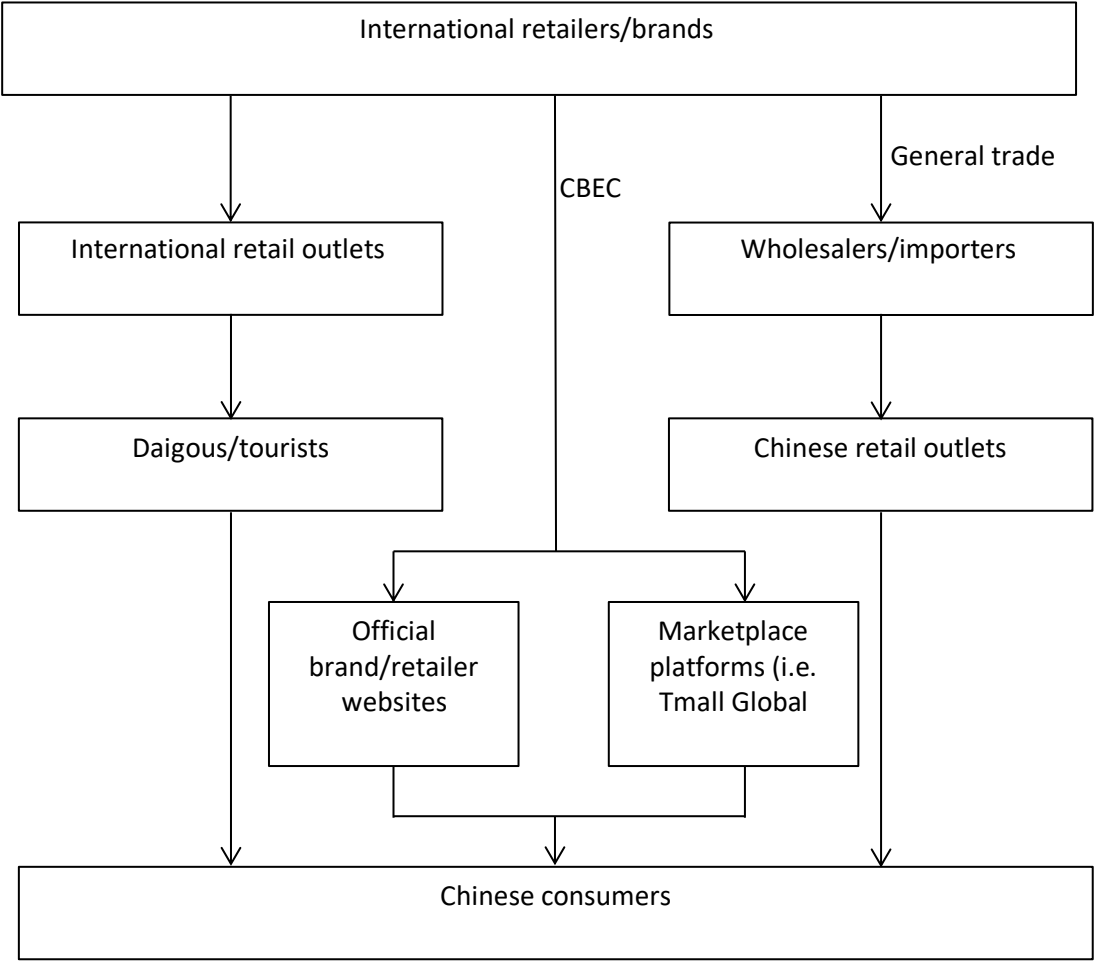 International retailers/brands
General trade
CBEC
International retail outlets
Wholesalers/importers
Daigous/tourists
Chinese retail outlets
Official
brand/retailer
websites
Marketplace
platforms (i.e.
Tmall Global
Chinese consumers